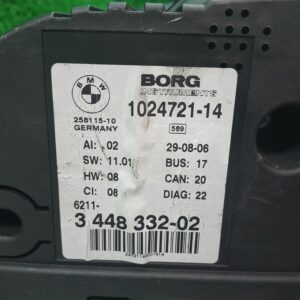 BMW
BORG
INSTRUMENTS
1024721-14
258115-10
GERMANY
589
AI: 02
29-08-06
SW: 11.01
BUS: 17
HW: 08
CAN: 20
CI: 08
DIAG: 22
6211-
3 448 332-02